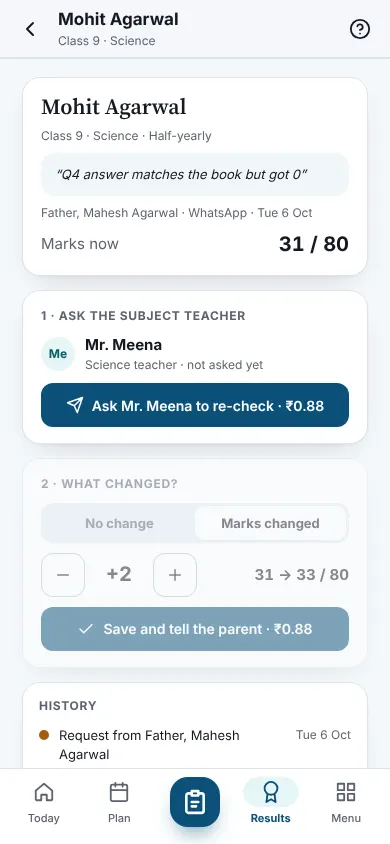 Mohit Agarwal
Class 9 · Science
Mohit Agarwal
Class 9 · Science · Half-yearly
“Q4 answer matches the book but got 0”
Father, Mahesh Agarwal · WhatsApp · Tue 6 Oct
Marks now 31 / 80
1 · ASK THE SUBJECT TEACHER
Me
Mr. Meena
Science teacher · not asked yet
Ask Mr. Meena to re-check · ₹0.88
2 · WHAT CHANGED?
No change Marks changed
− +2 + 31 → 33 / 80
Save and tell the parent · ₹0.88
HISTORY
Request from Father, Mahesh Tue 6 Oct
Agarwal
Today Plan Results Menu